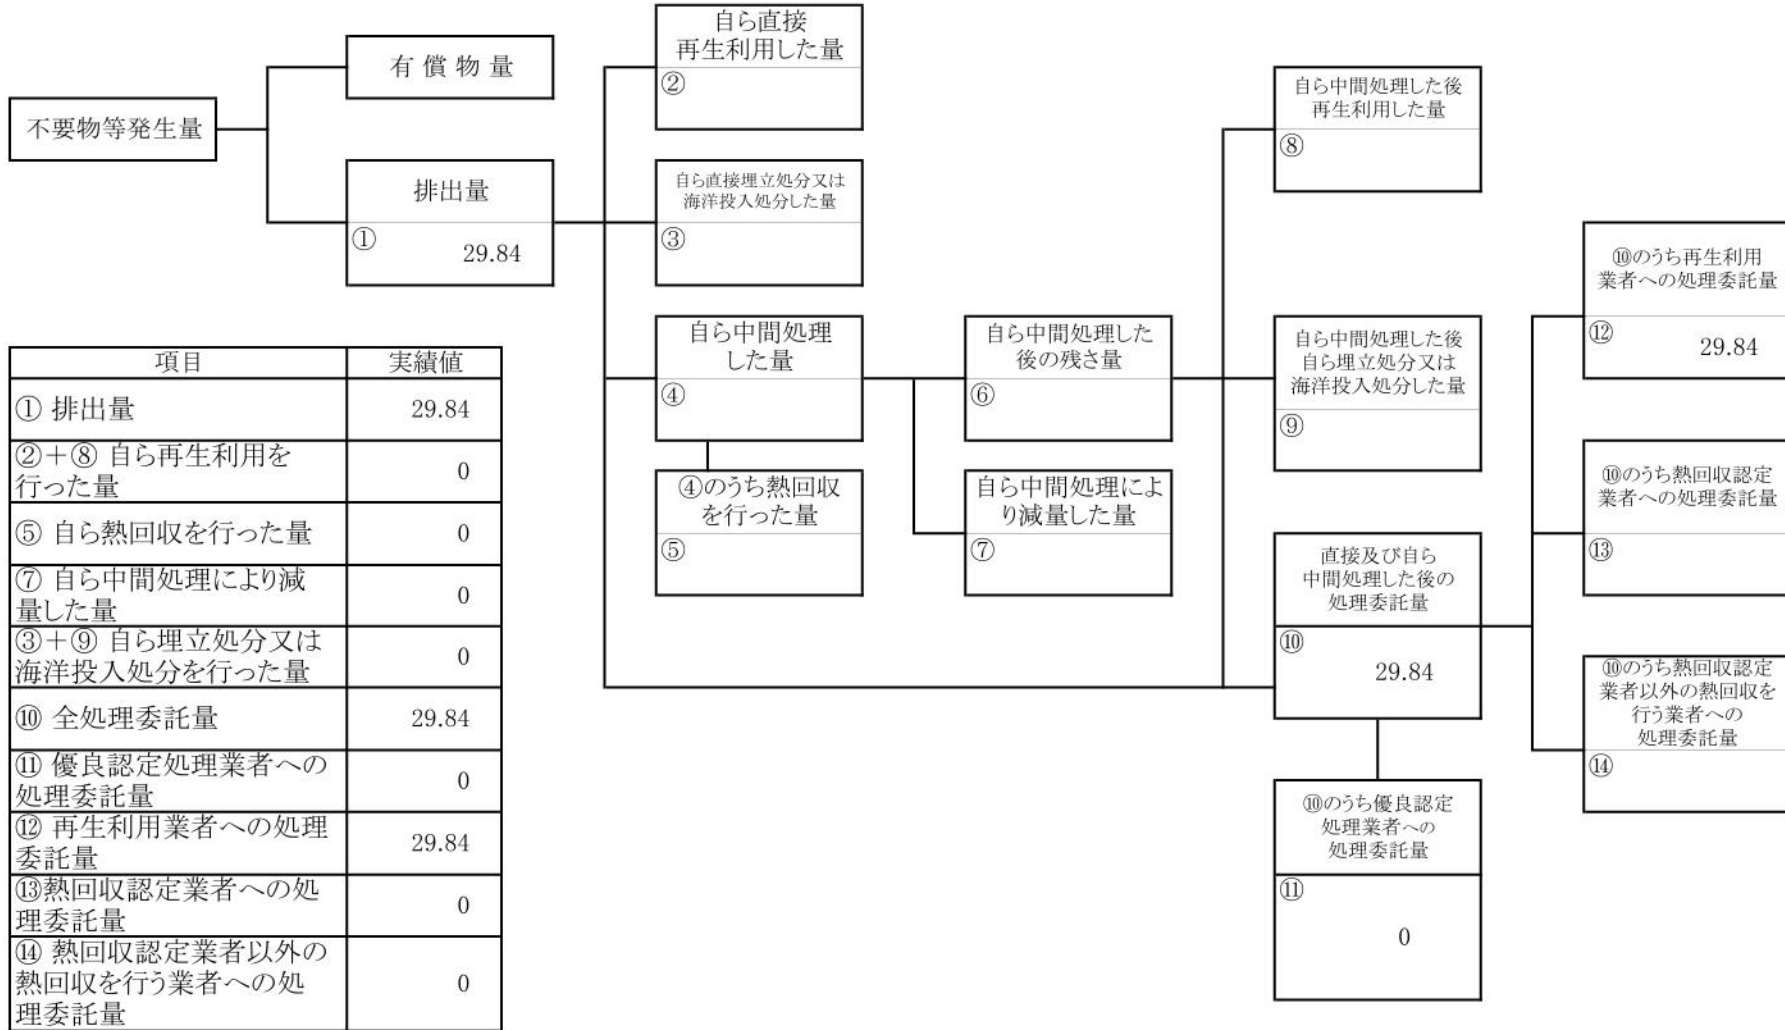 不要物等発生量
有 償 物 量
排出量
①
29.84
自ら直接
再生利用した量
②
自ら直接埋立処分又は
海洋投入処分した量
③
自ら中間処理
した量
④
④のうち熱回収
を行った量
⑤
自ら中間処理した
後の残さ量
⑥
自ら中間処理によ
り減量した量
⑦
自ら中間処理した後
再生利用した量
⑧
自ら中間処理した後
自ら埋立処分又は
海洋投入処分した量
⑨
直接及び自ら
中間処理した後の
処理委託量
⑩
29.84
⑩のうち優良認定
処理業者への
処理委託量
⑪
0
⑩のうち再生利用
業者への処理委託量
⑫
29.84
⑩のうち熱回収認定
業者への処理委託量
⑬
⑩のうち熱回収認定
業者以外の熱回収を
行う業者への
処理委託量
⑭
項目 実績値
① 排出量 29.84
②+⑧ 自ら再生利用を
行った量 0
⑤ 自ら熱回収を行った量 0
⑦ 自ら中間処理により減
量した量 0
③+⑨ 自ら埋立処分又は
海洋投入処分を行った量 0
⑩ 全処理委託量 29.84
⑪ 優良認定処理業者への
処理委託量 0
⑫ 再生利用業者への処理
委託量 29.84
⑬熱回収認定業者への処
理委託量 0
⑭ 熱回収認定業者以外の
熱回収を行う業者への処
理委託量 0